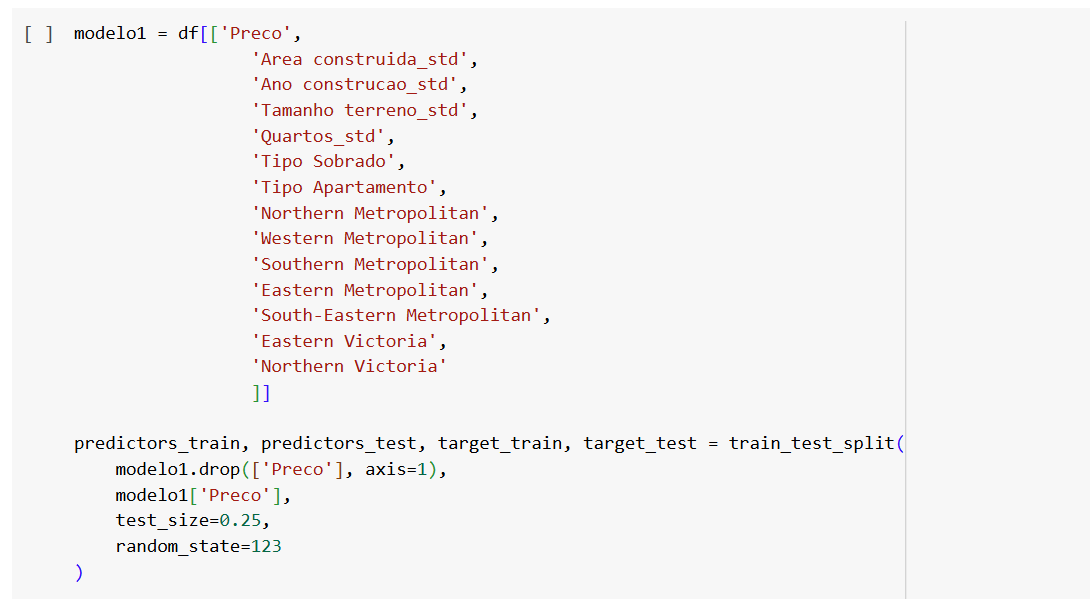 [ ] modelo1 = df[['Preco',
'Area construida_std',
'Ano construcao_std',
'Tamanho terreno_std',
'Quartos_std',
'Tipo Sobrado',
'Tipo Apartamento',
'Northern Metropolitan',
'Western Metropolitan',
'Southern Metropolitan',
'Eastern Metropolitan',
'South-Eastern Metropolitan',
'Eastern Victoria',
'Northern Victoria'
]]
predictors_train, predictors_test, target_train, target_test = train_test_split(
modelo1.drop(['Preco'], axis=1),
modelo1['Preco'],
test_size=0.25,
random_state=123
)